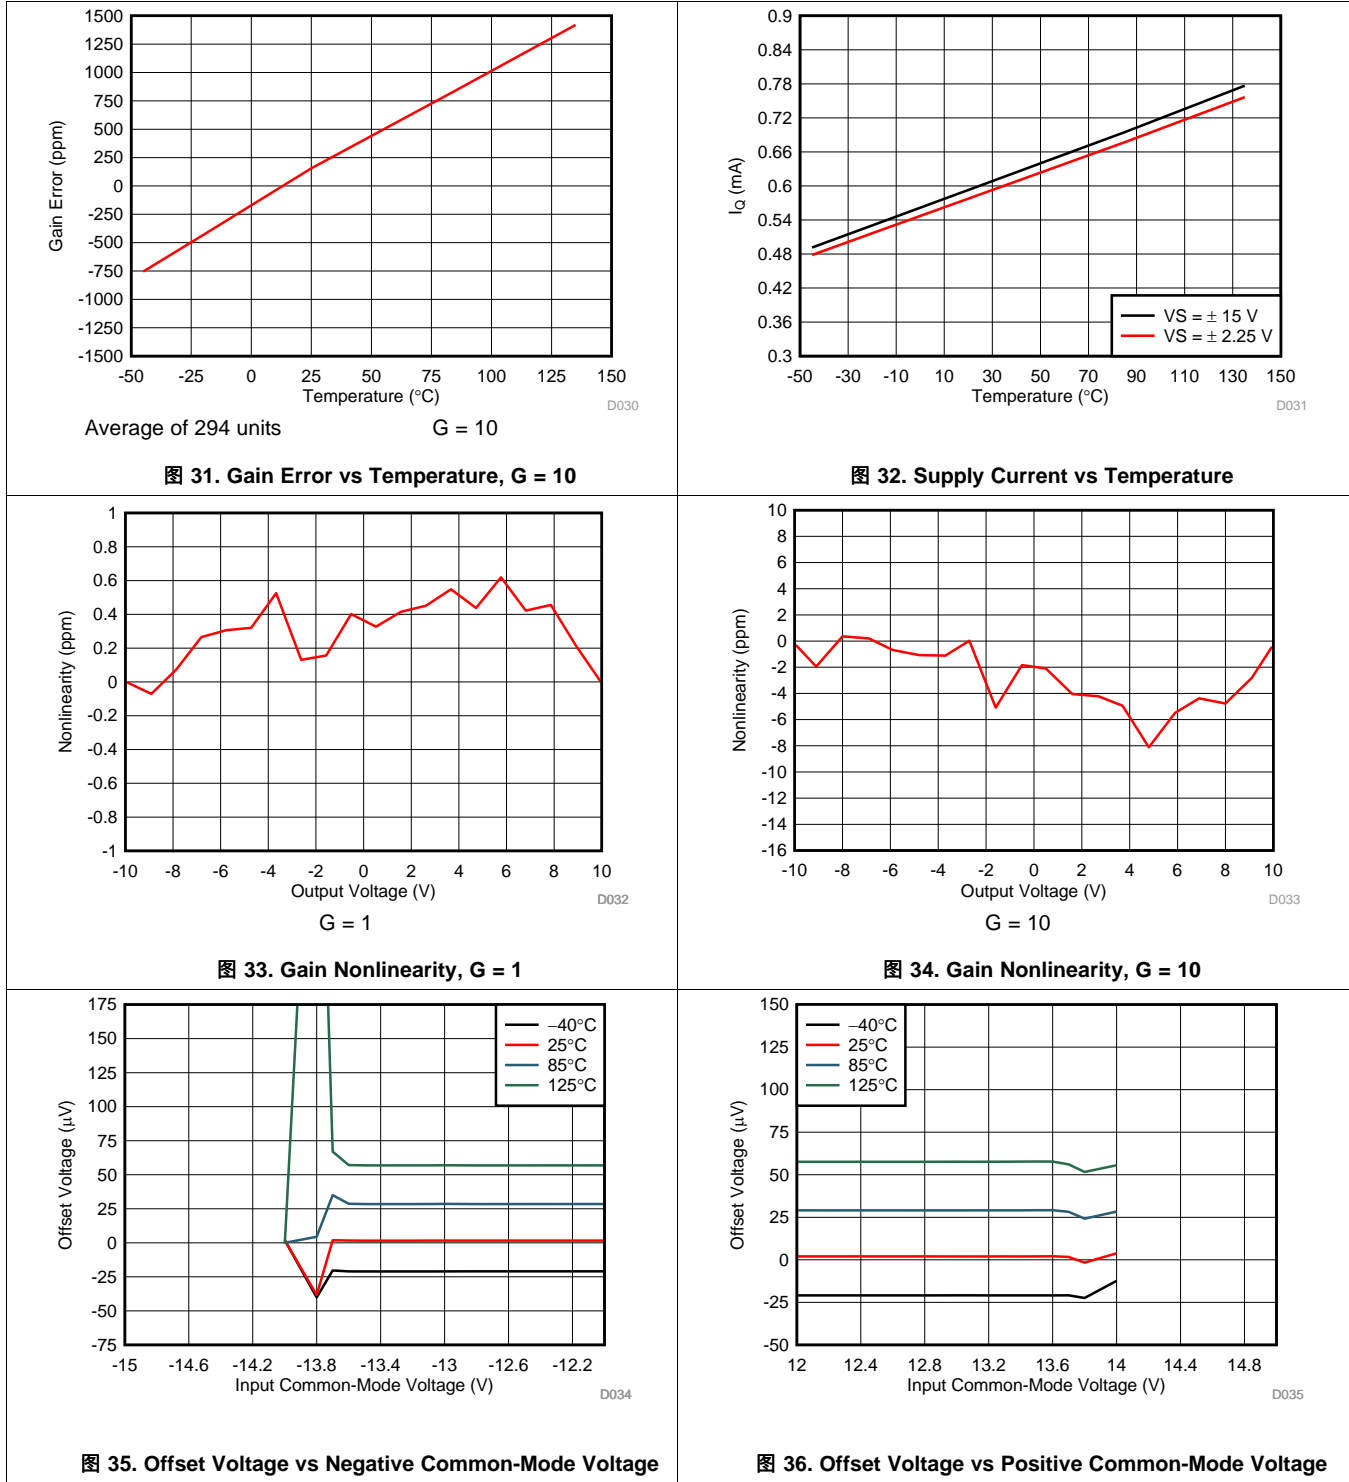 1500
1250
1000
750
500
250
0
-250
-500
-750
-1000
-1250
-1500
Gain Error (ppm)
-50 -25 0 25 50 75 100 125 150
Temperature (°C)
D030
Average of 294 units G = 10
图 31. Gain Error vs Temperature, G = 10
0.9
0.84
0.78
0.72
0.66
0.6
0.54
0.48
0.42
0.36
0.3
IQ (mA)
VS = ± 15 V
VS = ± 2.25 V
-50 -30 -10 10 30 50 70 90 110 130 150
Temperature (°C)
D031
图 32. Supply Current vs Temperature
1
0.8
0.6
0.4
0.2
0
-0.2
-0.4
-0.6
-0.8
-1
Nonlinearity (ppm)
-10 -8 -6 -4 -2 0 2 4 6 8 10
Output Voltage (V)
D032
G = 1
图 33. Gain Nonlinearity, G = 1
10
8
6
4
2
0
-2
-4
-6
-8
-10
-12
-14
-16
Nonlinearity (ppm)
-10 -8 -6 -4 -2 0 2 4 6 8 10
Output Voltage (V)
D033
G = 10
图 34. Gain Nonlinearity, G = 10
175
150
125
100
75
50
25
0
-25
-50
-75
Offset Voltage (μV)
−40°C
25°C
85°C
125°C
-15 -14.6 -14.2 -13.8 -13.4 -13 -12.6 -12.2
Input Common-Mode Voltage (V)
D034
图 35. Offset Voltage vs Negative Common-Mode Voltage
150
125
100
75
50
25
0
-25
-50
Offset Voltage (μV)
−40°C
25°C
85°C
125°C
12 12.4 12.8 13.2 13.6 14 14.4 14.8
Input Common-Mode Voltage (V)
D035
图 36. Offset Voltage vs Positive Common-Mode Voltage